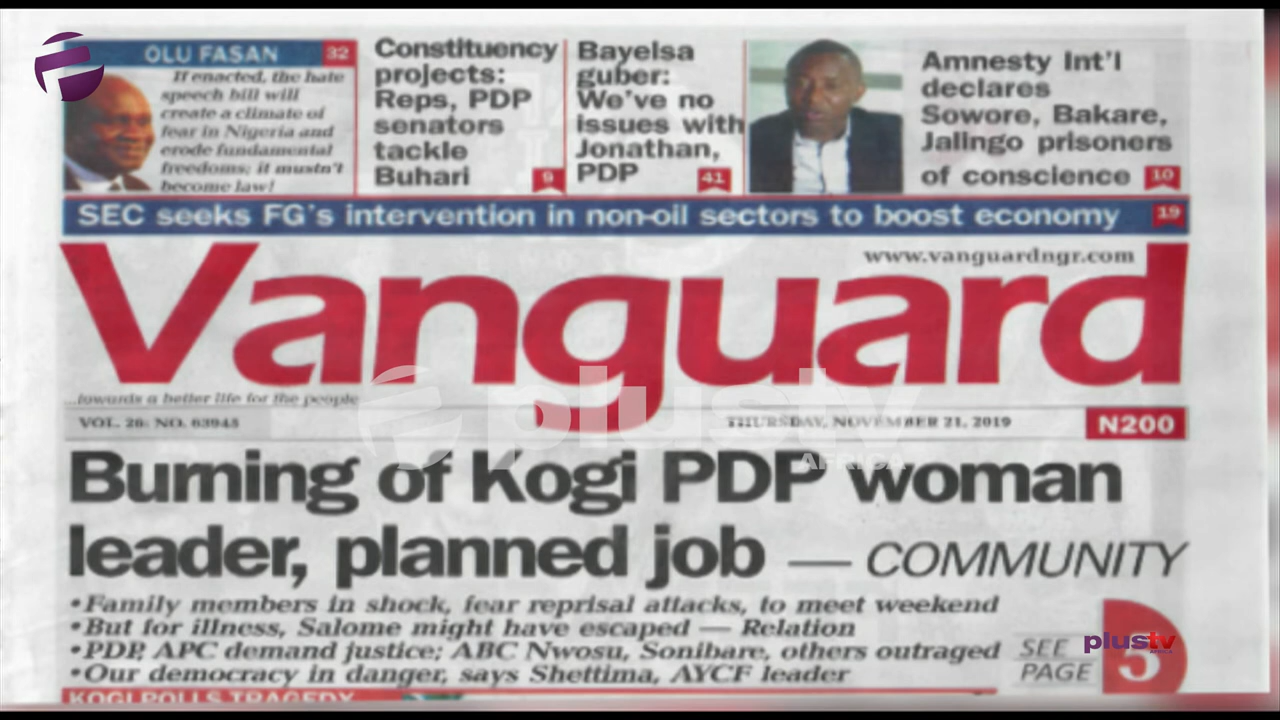 OLU FASAN 32
If enacted, the hate
speech bill will
create a climate of
fear in Nigeria and
erode fundamental
freedoms; it mustn't
become law!
Constituency
projects:
Reps, PDP
senators
tackle
Buhari 9
Bayelsa
guber:
We've no
issues with
Jonathan,
PDP 41
Amnesty Int'l
declares
Sowore, Bakare,
Jalingo prisoners
of conscience 10
SEC seeks FG's intervention in non-oil sectors to boost economy 19
www.vanguardngr.com
Vanguard
...towards a better life for the people
VOL. 26: NO. 63945 THURSDAY, NOVEMBER 21, 2019 N200
plustv
AFRICA
Burning of Kogi PDP woman
leader, planned job — COMMUNITY
•Family members in shock, fear reprisal attacks, to meet weekend
•But for illness, Salome might have escaped — Relation
•PDP, APC demand justice; ABC Nwosu, Sonibare, others outraged
•Our democracy in danger, says Shettima, AYCF leader
SEE
PAGE 5
plustv
AFRICA
KOGI POLLS TRAGEDY